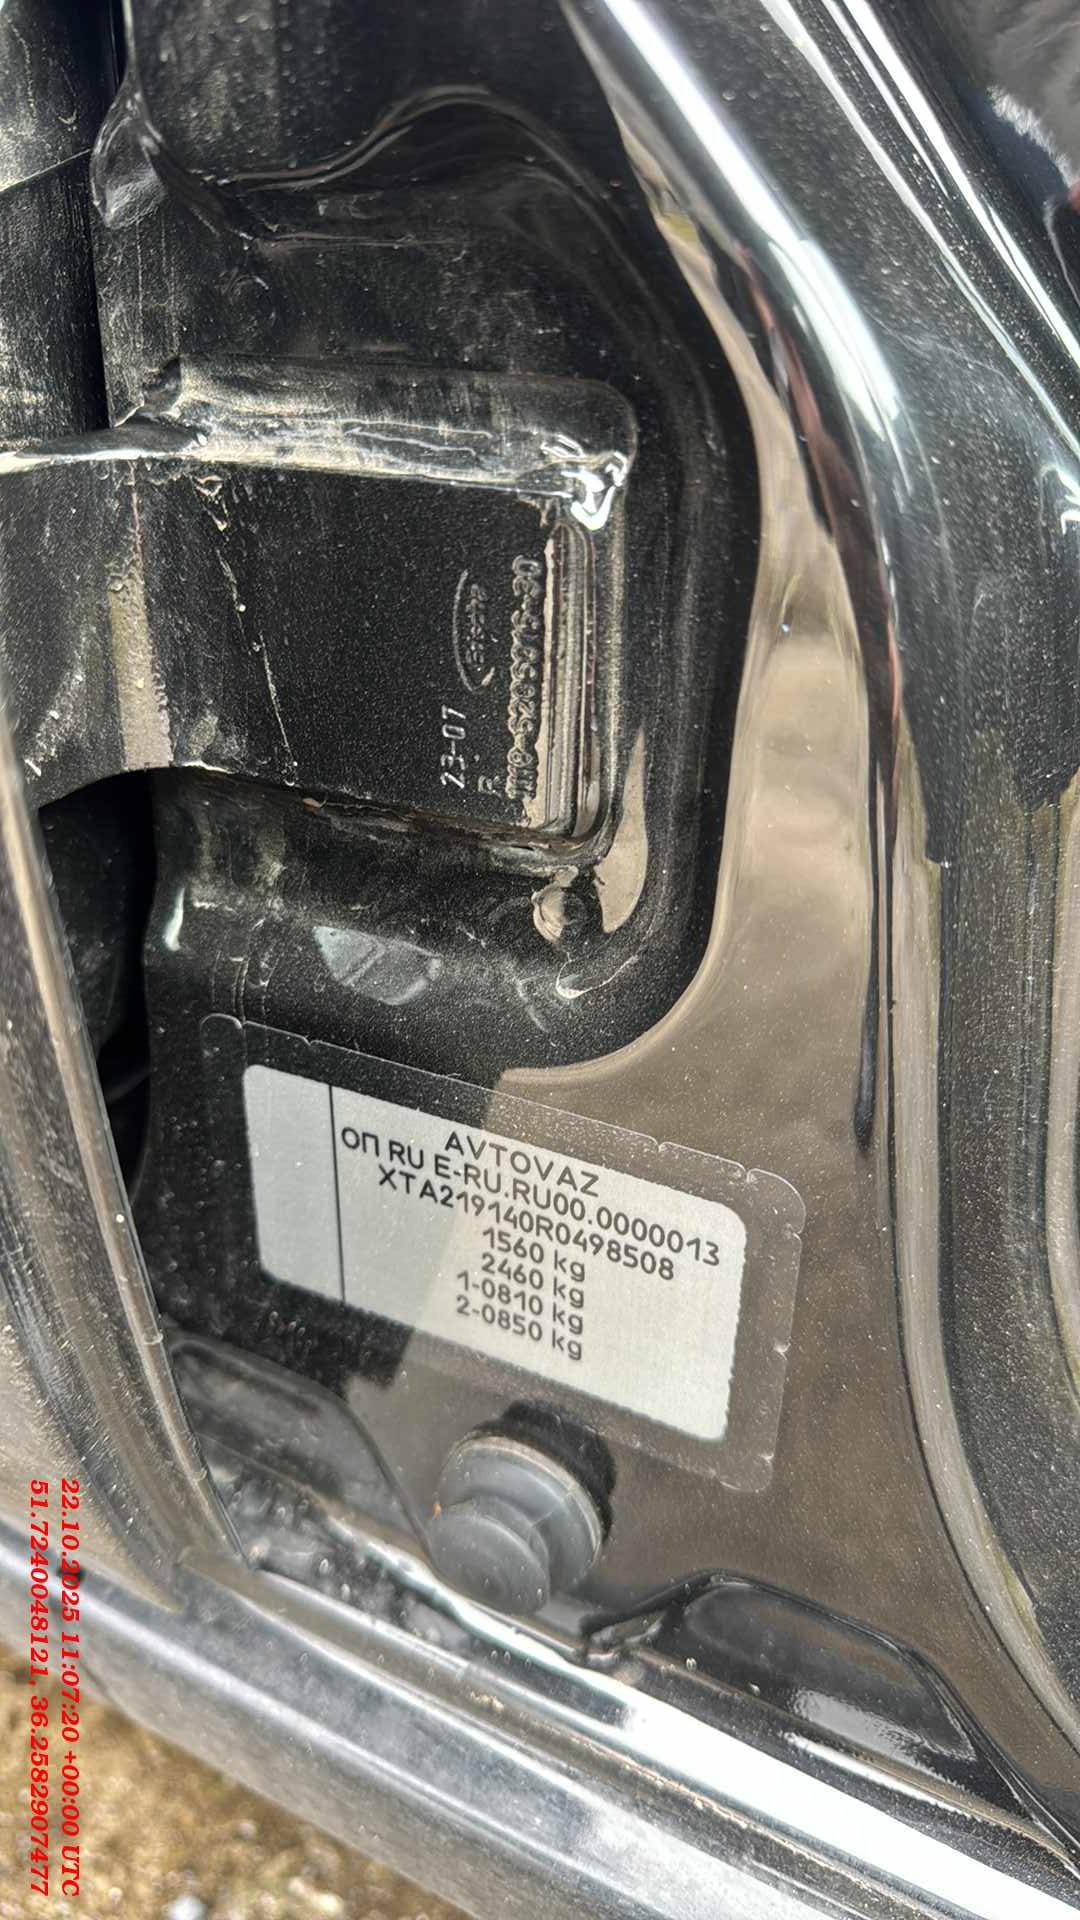 23-07
AVTOVAZ
ОП RU E-RU.RU00.0000013
XTA219140R0498508
1560 kg
2460 kg
1-0810 kg
2-0850 kg
22.10.2025 11:07:20 +00:00 UTC
51.7240048121, 36.2582907477